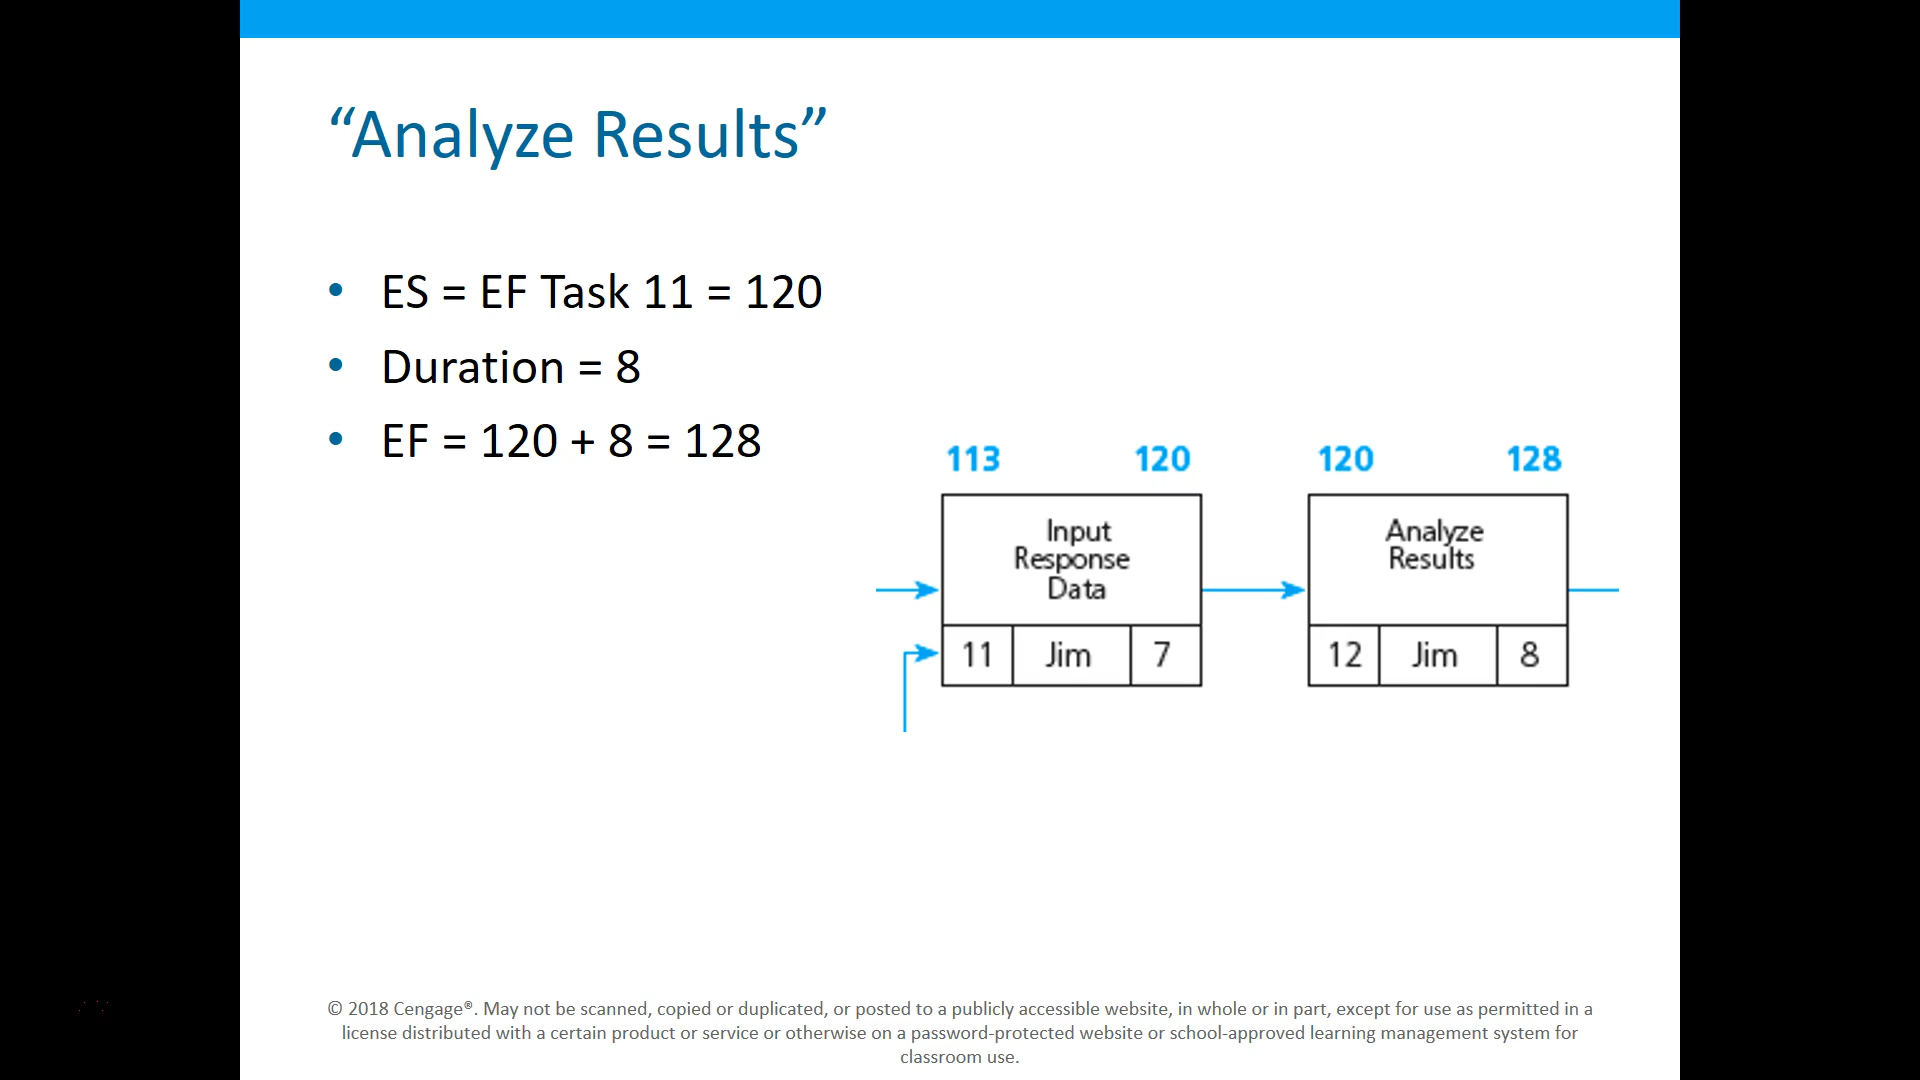 “Analyze Results”
• ES = EF Task 11 = 120
• Duration = 8
• EF = 120 + 8 = 128
113 120 120 128
Input
Response
Data
11 Jim 7
Analyze
Results
12 Jim 8
© 2018 Cengage®. May not be scanned, copied or duplicated, or posted to a publicly accessible website, in whole or in part, except for use as permitted in a
license distributed with a certain product or service or otherwise on a password-protected website or school-approved learning management system for
classroom use.